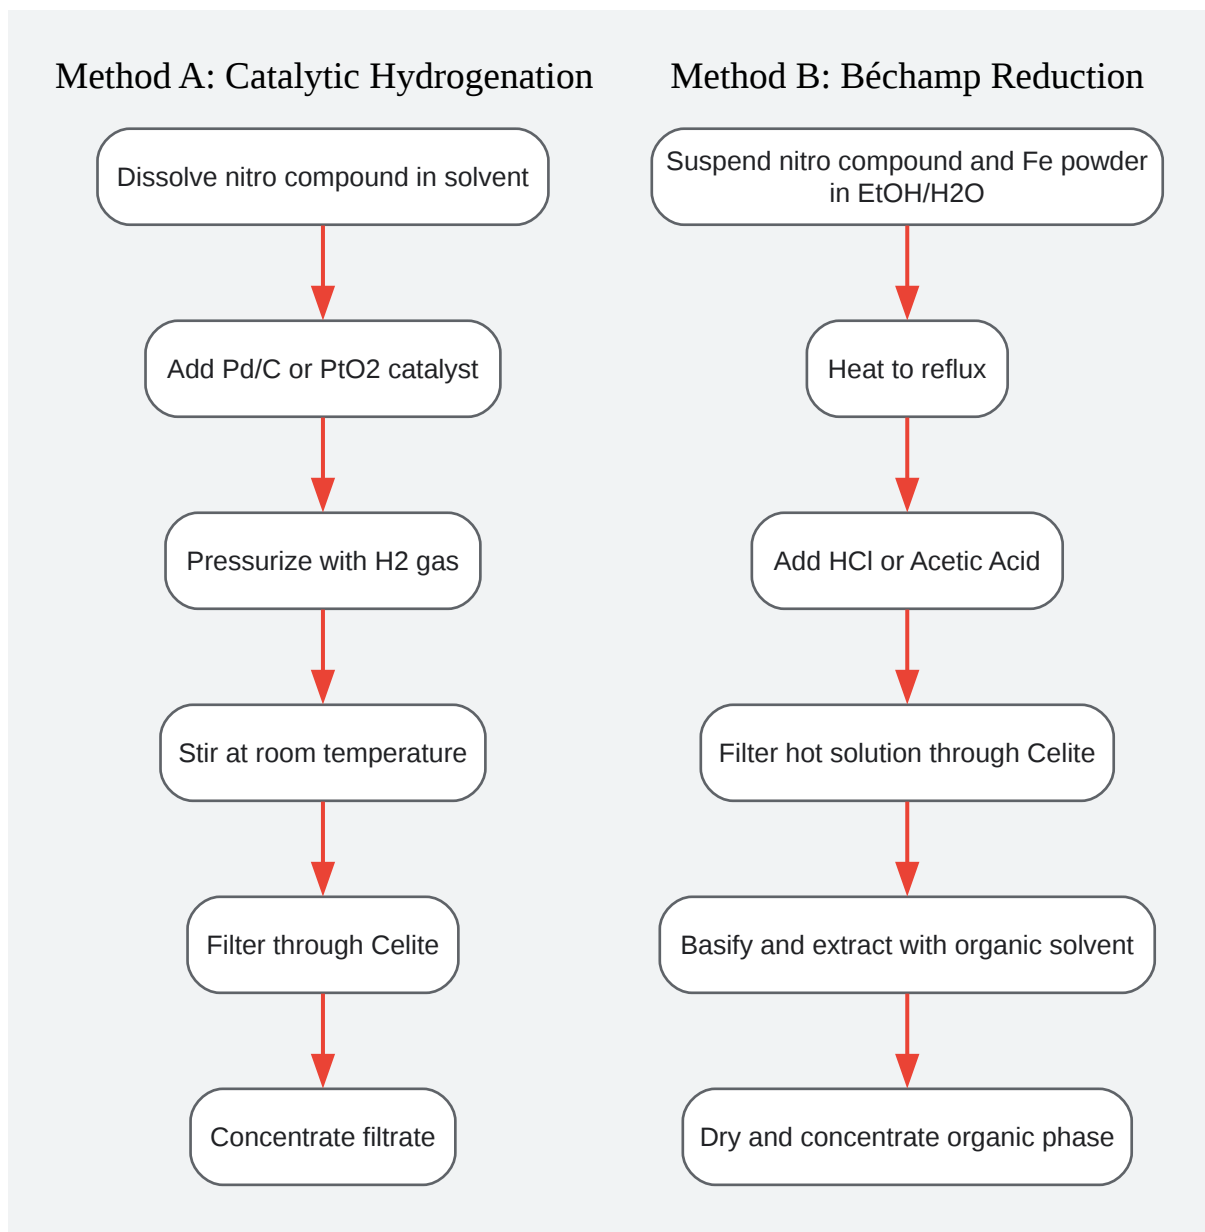 Method A: Catalytic Hydrogenation
Dissolve nitro compound in solvent
Add Pd/C or PtO2 catalyst
Pressurize with H2 gas
Stir at room temperature
Filter through Celite
Concentrate filtrate
Method B: Béchamp Reduction
Suspend nitro compound and Fe powder
in EtOH/H2O
Heat to reflux
Add HCl or Acetic Acid
Filter hot solution through Celite
Basify and extract with organic solvent
Dry and concentrate organic phase